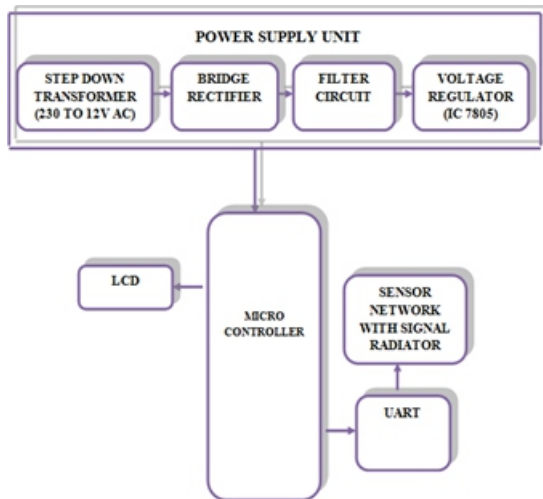 POWER SUPPLY UNIT
STEP DOWN
TRANSFORMER
(230 TO 12V AC)
BRIDGE
RECTIFIER
FILTER
CIRCUIT
VOLTAGE
REGULATOR
(IC 7805)
LCD
MICRO
CONTROLLER
SENSOR
NETWORK
WITH SIGNAL
RADIATOR
UART